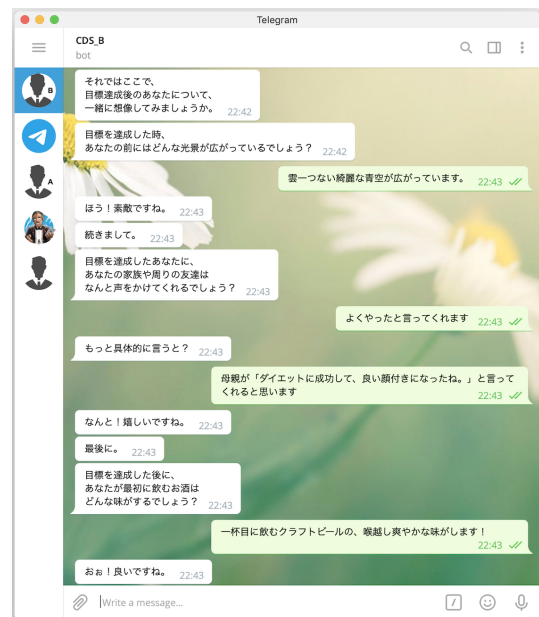 Telegram
CDS_B
bot
B
A
それではここで、
目標達成後のあなたについて、
一緒に想像してみましょうか。 22:42
目標を達成した時、
あなたの前にはどんな光景が広がっているでしょう？ 22:42
雲一つない綺麗な青空が広がっています。 22:43
ほう！素敵ですね。 22:43
続きまして。 22:43
目標を達成したあなたに、
あなたの家族や周りの友達は
なんと声をかけてくれるでしょう？ 22:43
よくやったと言ってくれます 22:43
もっと具体的に言うと？ 22:43
母親が「ダイエットに成功して、良い顔付きになったね。」と言って
くれると思います
22:43
なんと！嬉しいですね。 22:43
最後に。 22:43
目標を達成した後に、
あなたが最初に飲むお酒は
どんな味がするでしょう？ 22:43
一杯目に飲むクラフトビールの、喉越し爽やかな味がします！
22:43
おぉ！良いですね。 22:43
Write a message...